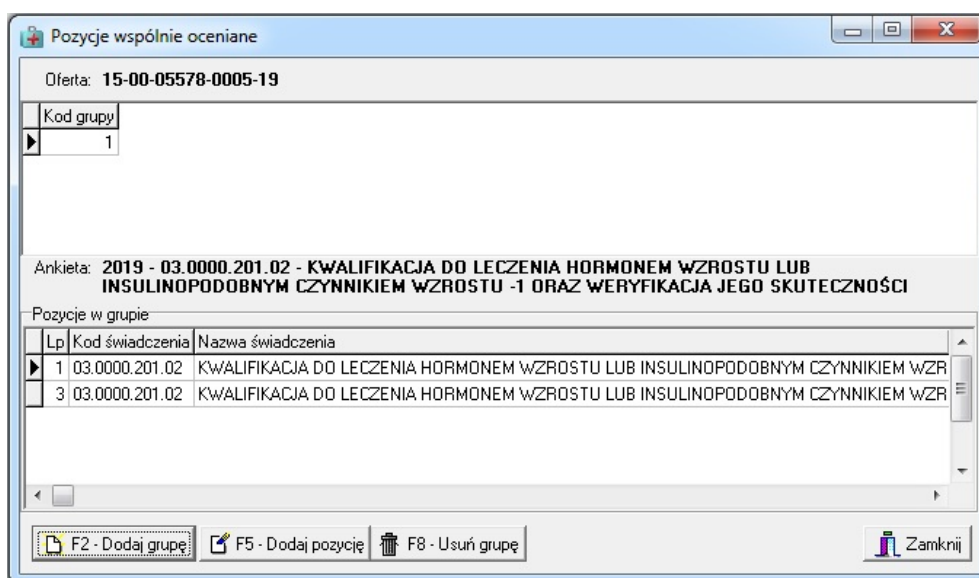 Pozycje wspólnie oceniane
Oferta: 15-00-05578-0005-19
Kod grupy
1
Ankieta: 2019 - 03.0000.201.02 - KWALIFIKACJA DO LECZENIA HORMONEM WZROSTU LUB
INSULINOPODOBNYM CZYNNIKIEM WZROSTU -1 ORAZ WERYFIKACJA JEGO SKUTECZNOŚCI
Pozycje w grupie
Lp Kod świadczenia Nazwa świadczenia
1 03.0000.201.02 KWALIFIKACJA DO LECZENIA HORMONEM WZROSTU LUB INSULINOPODOBNYM CZYNNIKIEM WZR
3 03.0000.201.02 KWALIFIKACJA DO LECZENIA HORMONEM WZROSTU LUB INSULINOPODOBNYM CZYNNIKIEM WZR
F2 - Dodaj grupę F5 - Dodaj pozycję F8 - Usuń grupę Zamknij